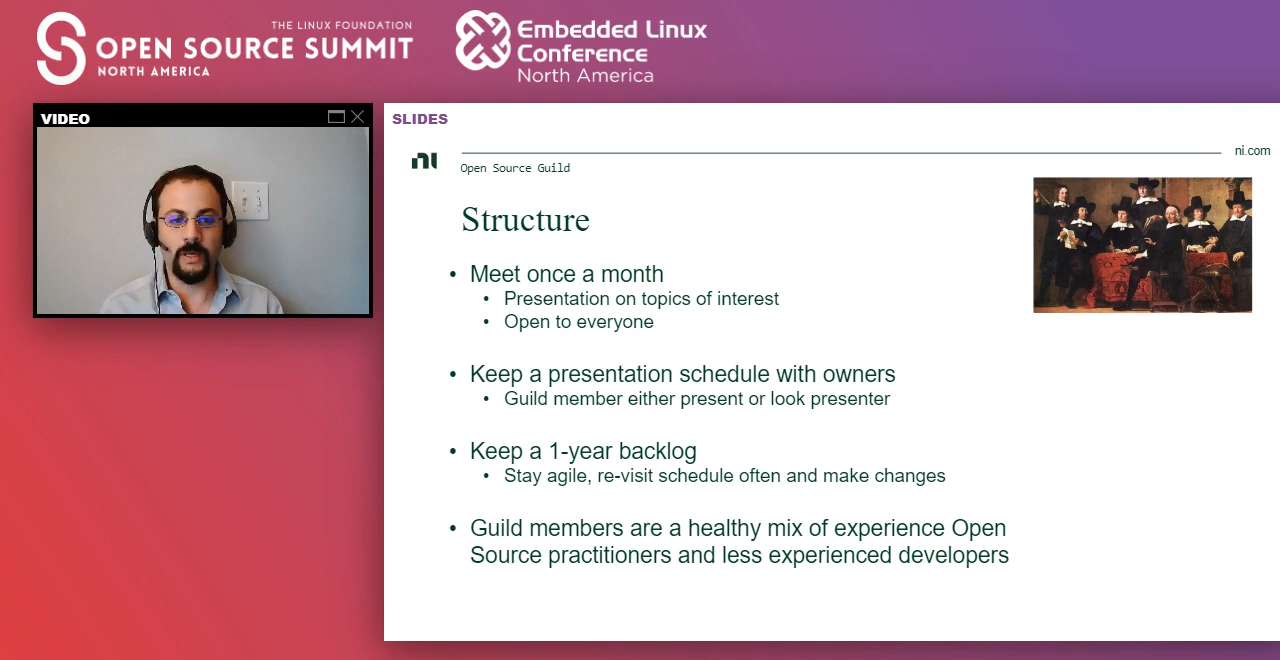 THE LINUX FOUNDATION
OPEN SOURCE SUMMIT
NORTH AMERICA
Embedded Linux
Conference
North America
VIDEO
SLIDES
ni
ni.com
Open Source Guild
Structure
• Meet once a month
• Presentation on topics of interest
• Open to everyone
• Keep a presentation schedule with owners
• Guild member either present or look presenter
• Keep a 1-year backlog
• Stay agile, re-visit schedule often and make changes
• Guild members are a healthy mix of experience Open
Source practitioners and less experienced developers